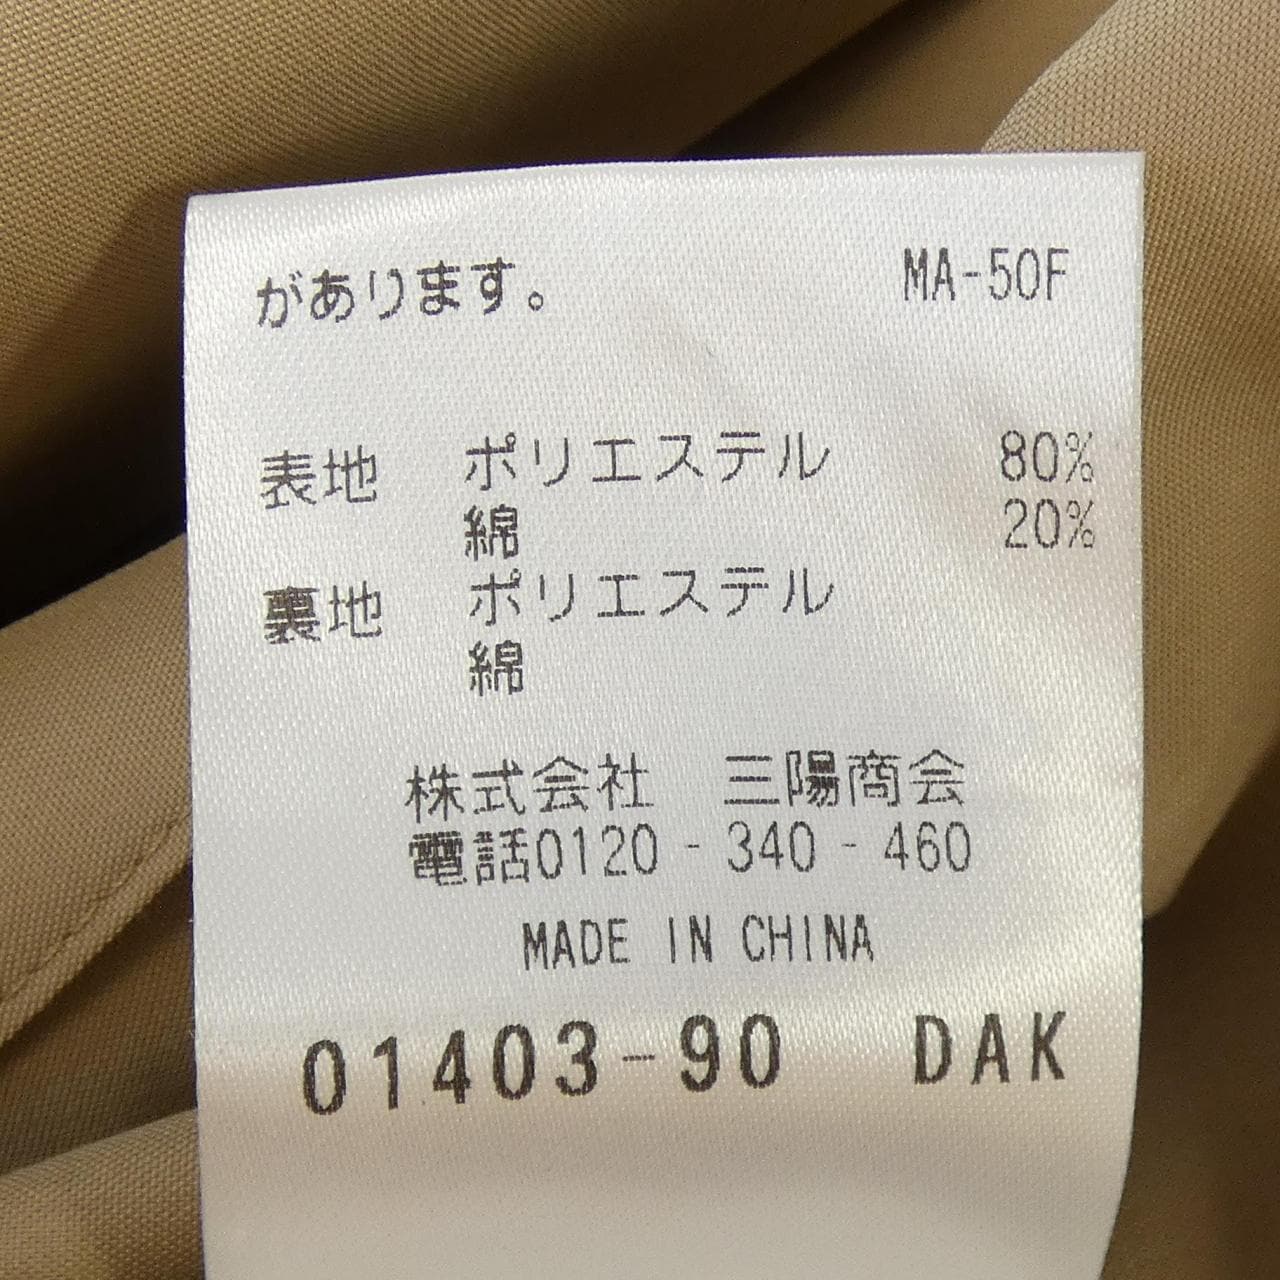 があります。 MA-50F
表地 ポリエステル 80%
綿 20%
裏地 ポリエステル
綿
株式会社 三陽商会
電話0120-340-460
MADE IN CHINA
01403-90 DAK